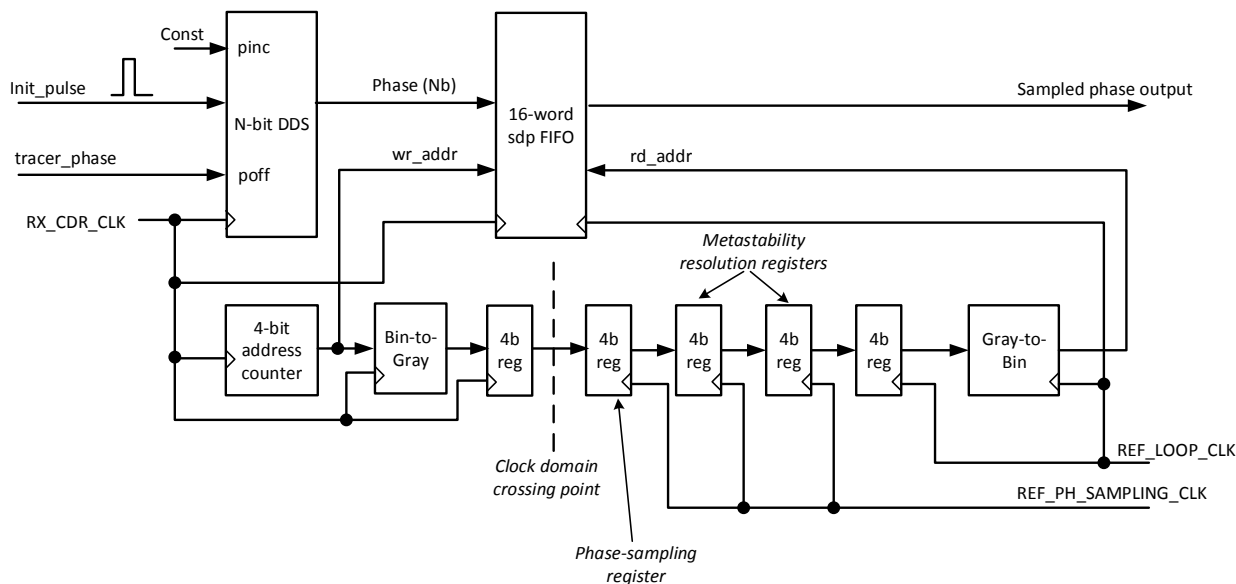 Const
pinc
Init_pulse
N-bit DDS
Phase (Nb)
16-word
sdp FIFO
Sampled phase output
tracer_phase
poff
wr_addr
rd_addr
RX_CDR_CLK
Metastability
resolution registers
4-bit
address
counter
Bin-to-
Gray
4b
reg
4b
reg
4b
reg
4b
reg
4b
reg
Gray-to-
Bin
REF_LOOP_CLK
Clock domain
crossing point
REF_PH_SAMPLING_CLK
Phase-sampling
register